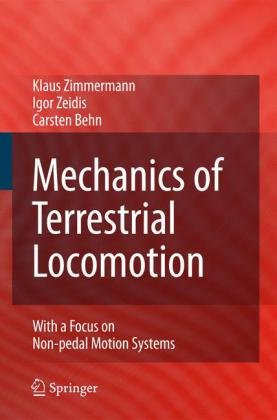 Klaus Zimmermann
Igor Zeidis
Carsten Behn
Mechanics of
Terrestrial
Locomotion
With a Focus on
Non-pedal Motion Systems
Springer